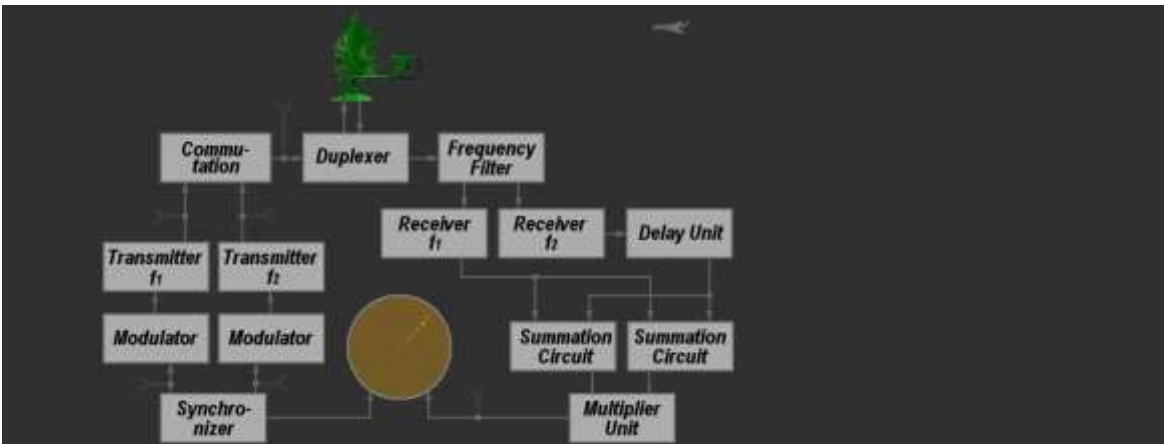 Commu-
tation
Duplexer
Frequency
Filter
Receiver
f1
Receiver
f2
Delay Unit
Transmitter
f1
Transmitter
f2
Modulator
Modulator
Summation
Circuit
Summation
Circuit
Synchro-
nizer
Multiplier
Unit